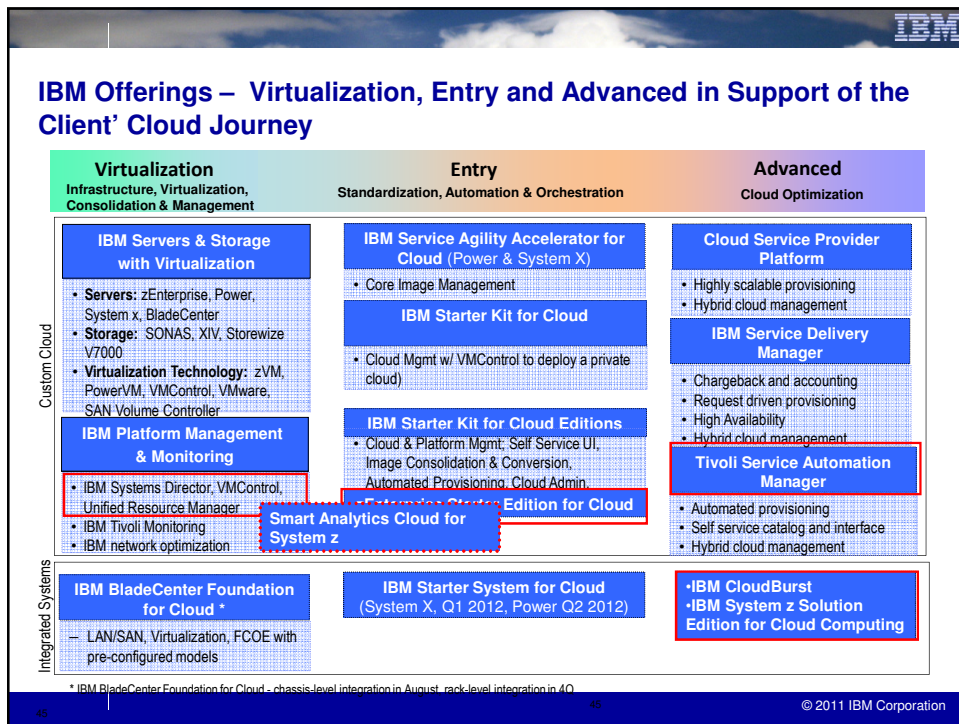 IBM
IBM Offerings – Virtualization, Entry and Advanced in Support of the
Client' Cloud Journey
Virtualization
Infrastructure, Virtualization,
Consolidation & Management
Entry
Standardization, Automation & Orchestration
Advanced
Cloud Optimization
Custom Cloud
IBM Servers & Storage
with Virtualization
• Servers: zEnterprise, Power,
System x, BladeCenter
• Storage: SONAS, XIV, Storewize
V7000
• Virtualization Technology: zVM,
PowerVM, VMControl, VMware,
SAN Volume Controller
IBM Platform Management
& Monitoring
• IBM Systems Director, VMControl,
Unified Resource Manager
• IBM Tivoli Monitoring
• IBM network optimization
IBM Service Agility Accelerator for
Cloud (Power & System X)
• Core Image Management
IBM Starter Kit for Cloud
• Cloud Mgmt w/ VMControl to deploy a private
cloud)
IBM Starter Kit for Cloud Editions
• Cloud & Platform Mgmt; Self Service UI,
Image Consolidation & Conversion,
Automated Provisioning, Cloud Admin,
zEnterprise Starter Edition for Cloud
Smart Analytics Cloud for
System z
Cloud Service Provider
Platform
• Highly scalable provisioning
• Hybrid cloud management
IBM Service Delivery
Manager
• Chargeback and accounting
• Request driven provisioning
• High Availability
• Hybrid cloud management
Tivoli Service Automation
Manager
• Automated provisioning
• Self service catalog and interface
• Hybrid cloud management
Integrated Systems
IBM BladeCenter Foundation
for Cloud *
– LAN/SAN, Virtualization, FCOE with
pre-configured models
IBM Starter System for Cloud
(System X, Q1 2012, Power Q2 2012)
•IBM CloudBurst
•IBM System z Solution
Edition for Cloud Computing
* IBM BladeCenter Foundation for Cloud - chassis-level integration in August, rack-level integration in 4Q
© 2011 IBM Corporation